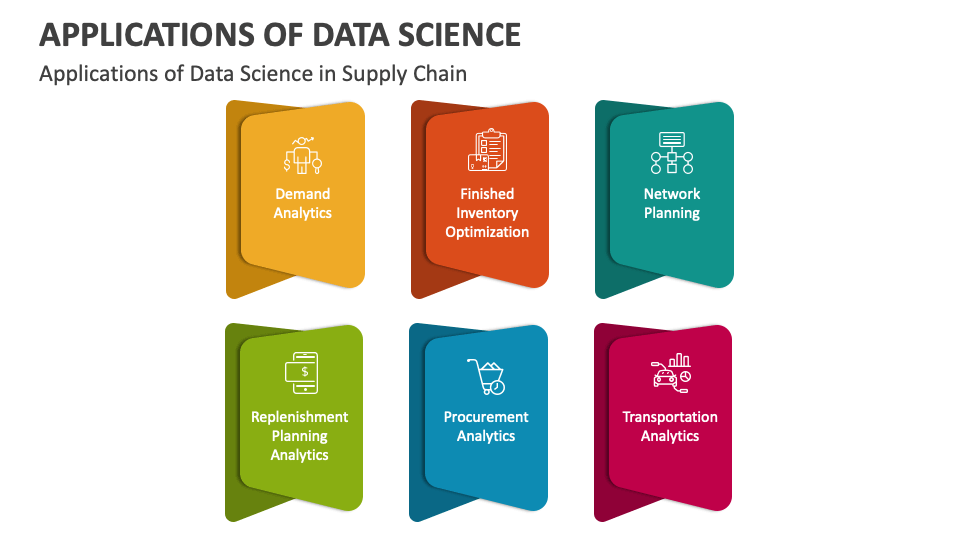 APPLICATIONS OF DATA SCIENCE
Applications of Data Science in Supply Chain
Demand
Analytics
Finished
Inventory
Optimization
Network
Planning
$
Replenishment
Planning
Analytics
$
Procurement
Analytics
Transportation
Analytics